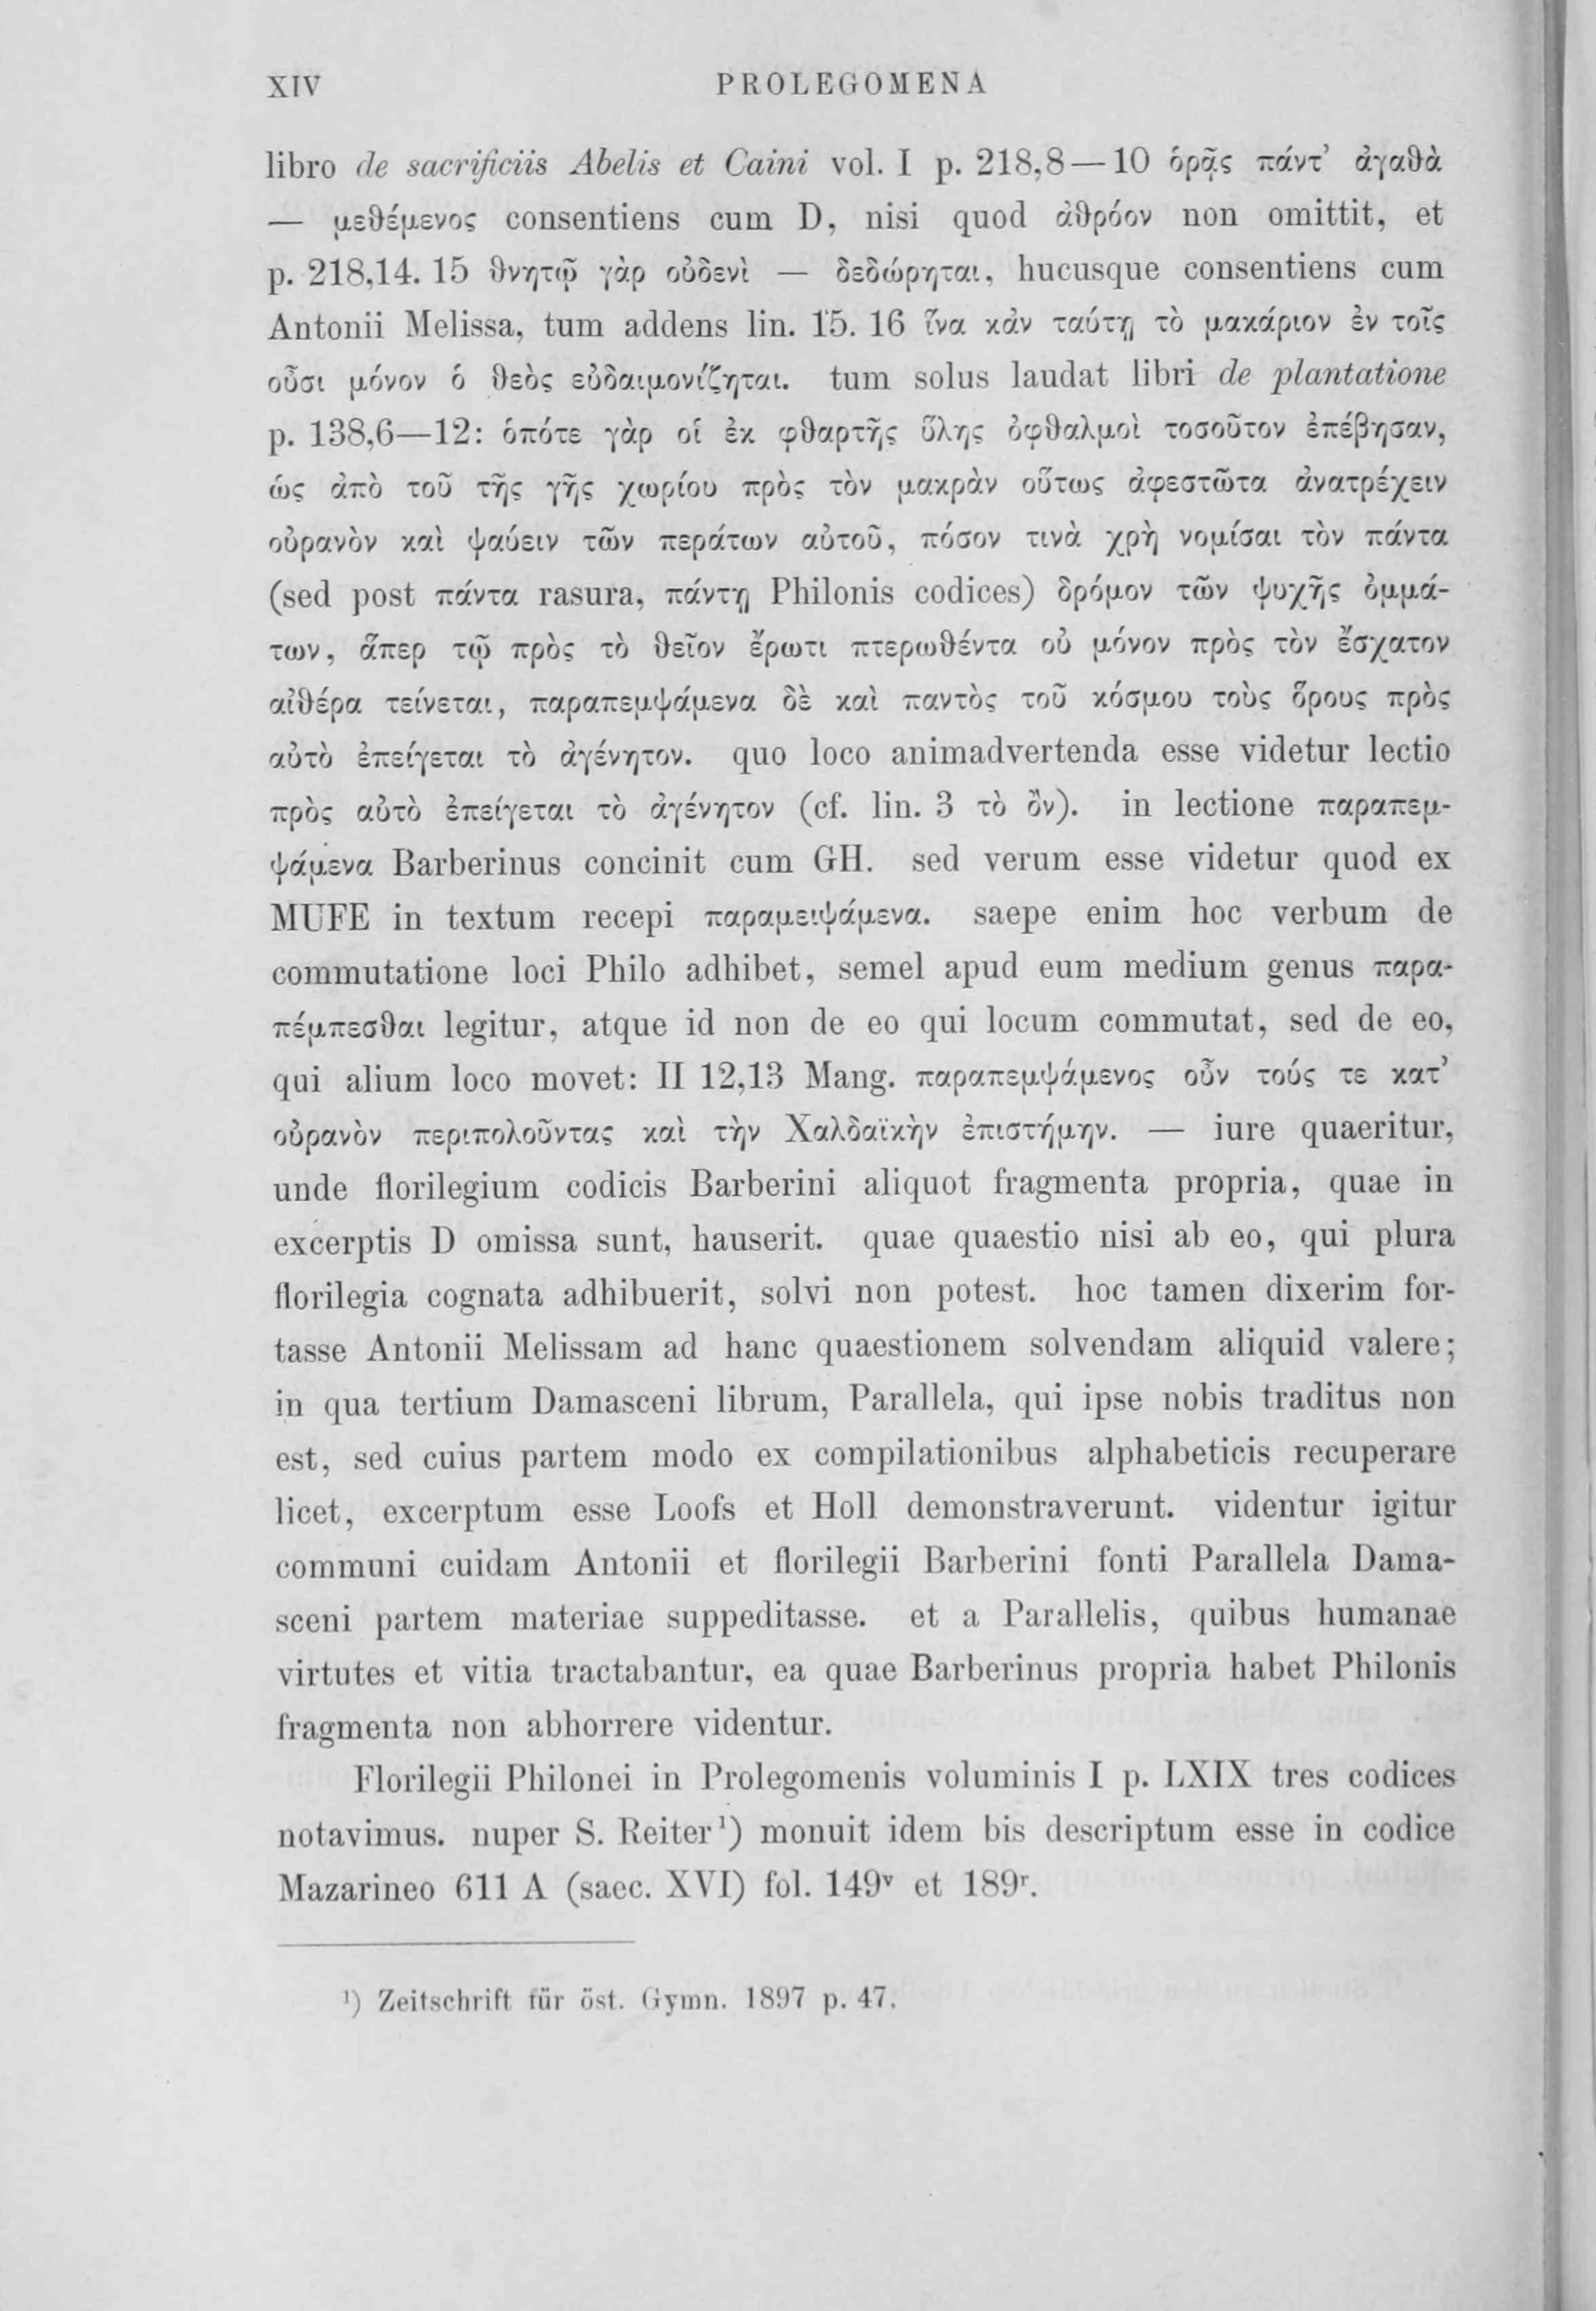 XIV PROLEGOMENA
libro de sacrificiis Abelis et Caini vol. I p. 218,8—10 ὁρᾷς πάντ’ ἀγαθὰ
— μεθέμενος consentiens cum D, nisi quod ἀθρόον non omittit, et
p. 218,14. 15 θνητῷ γὰρ οὐδενὶ — δεδώρηται, hucusque consentiens cum
Antonii Melissa, tum addens lin. 15. 16 ἵνα κἀν ταύτῃ τὸ μακάριον ἐν τοῖς
οὖσι μόνον ὁ θεὸς εὐδαιμονίζηται. tum solus laudat libri de plantatione
p. 138,6—12: ὁπότε γὰρ οἱ ἐκ φθαρτῆς ὕλης ὀφθαλμοὶ τοσοῦτον ἐπέβησαν,
ὡς ἀπὸ τοῦ τῆς γῆς χωρίου πρὸς τὸν μακρὰν οὕτως ἀφεστῶτα ἀνατρέχειν
οὐρανὸν καὶ ψαύειν τῶν περάτων αὐτοῦ, πόσον τινὰ χρὴ νομίσαι τὸν πάντα
(sed post πάντα rasura, πάντῃ Philonis codices) δρόμον τῶν ψυχῆς ὀμμά-
των, ἅπερ τῷ πρὸς τὸ θεῖον ἔρωτι πτερωθέντα οὐ μόνον πρὸς τὸν ἔσχατον
αἰθέρα τείνεται, παραπεμψάμενα δὲ καὶ παντὸς τοῦ κόσμου τοὺς ὅρους πρὸς
αὐτὸ ἐπείγεται τὸ ἀγένητον. quo loco animadvertenda esse videtur lectio
πρὸς αὐτὸ ἐπείγεται τὸ ἀγένητον (cf. lin. 3 τὸ ὄν). in lectione παραπεμ-
ψάμενα Barberinus concinit cum GH. sed verum esse videtur quod ex
MUFE in textum recepi παραμειψάμενα. saepe enim hoc verbum de
commutatione loci Philo adhibet, semel apud eum medium genus παρα-
πέμπεσθαι legitur, atque id non de eo qui locum commutat, sed de eo,
qui alium loco movet: II 12,13 Mang. παραπεμψάμενος οὖν τούς τε κατ’
οὐρανὸν περιπολοῦντας καὶ τὴν Χαλδαϊκὴν ἐπιστήμην. — iure quaeritur,
unde florilegium codicis Barberini aliquot fragmenta propria, quae in
excerptis D omissa sunt, hauserit. quae quaestio nisi ab eo, qui plura
florilegia cognata adhibuerit, solvi non potest. hoc tamen dixerim for-
tasse Antonii Melissam ad hanc quaestionem solvendam aliquid valere;
in qua tertium Damasceni librum, Parallela, qui ipse nobis traditus non
est, sed cuius partem modo ex compilationibus alphabeticis recuperare
licet, excerptum esse Loofs et Holl demonstraverunt. videntur igitur
communi cuidam Antonii et florilegii Barberini fonti Parallela Dama-
sceni partem materiae suppeditasse. et a Parallelis, quibus humanae
virtutes et vitia tractabantur, ea quae Barberinus propria habet Philonis
fragmenta non abhorrere videntur.
Florilegii Philonei in Prolegomenis voluminis I p. LXIX tres codices
notavimus. nuper S. Reiter¹) monuit idem bis descriptum esse in codice
Mazarineo 611 A (saec. XVI) fol. 149ᵛ et 189ʳ.
¹) Zeitschrift für öst. Gymn. 1897 p. 47.